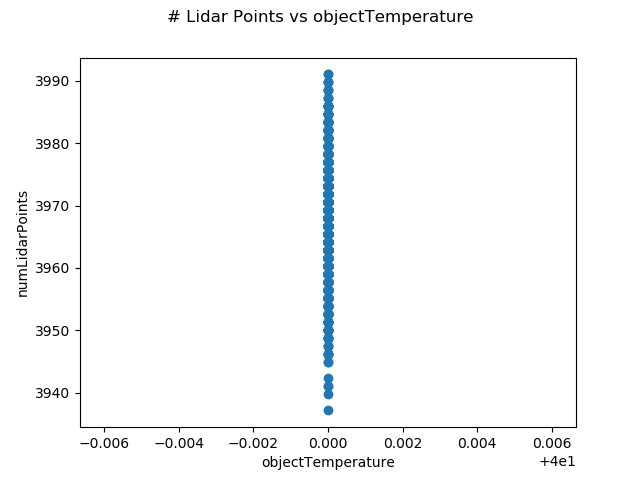 # Lidar Points vs objectTemperature
numLidarPoints
3990
3980
3970
3960
3950
3940
−0.006 −0.004 −0.002 0.000 0.002 0.004 0.006
+4e1
objectTemperature